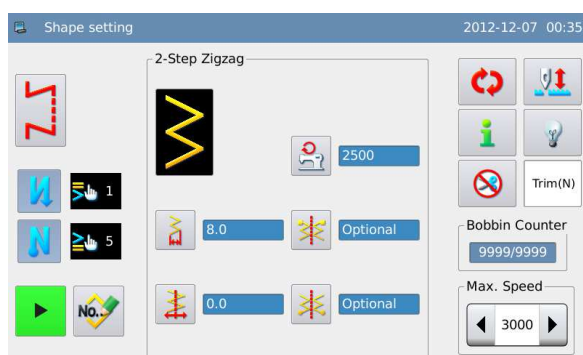 Shape setting 2012-12-07 00:35
2-Step Zigzag
2500
1
8.0 Optional
5
0.0 Optional
No..
Trim(N)
Bobbin Counter
9999/9999
Max. Speed
3000